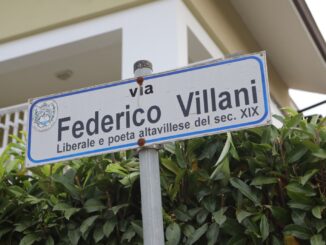 via
Federico Villani
Liberale e poeta altavillese del sec. XIX